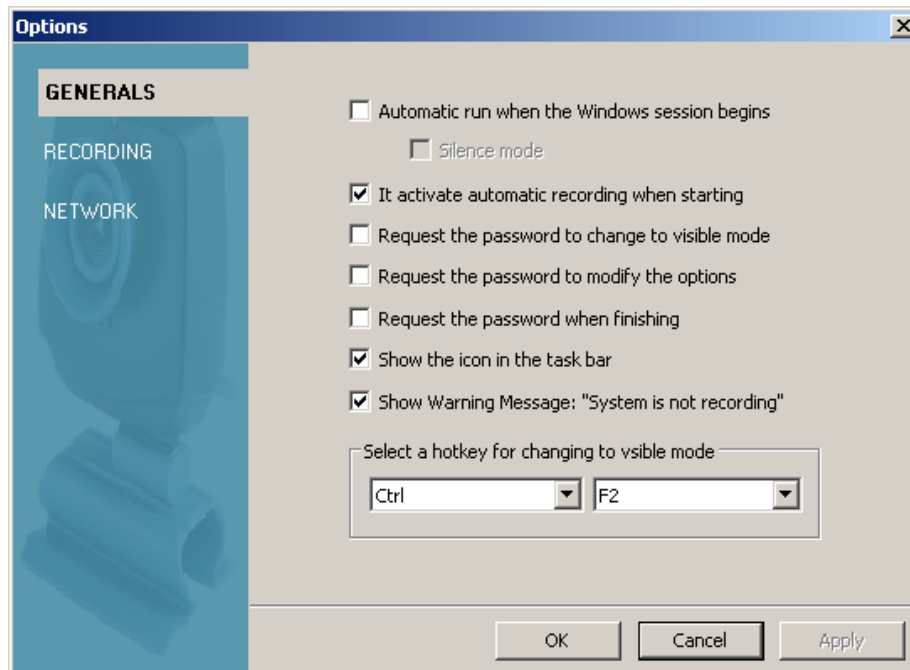 Options
GENERALS
RECORDING
NETWORK
Automatic run when the Windows session begins
Silence mode
It activate automatic recording when starting
Request the password to change to visible mode
Request the password to modify the options
Request the password when finishing
Show the icon in the task bar
Show Warning Message: "System is not recording"
Select a hotkey for changing to vsible mode
Ctrl F2
OK Cancel Apply